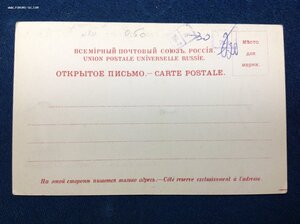 ВСЕМІРНЫЙ ПОЧТОВЫЙ СОЮЗЪ. РОССІЯ.
UNION POSTALE UNIVERSELLE RUSSIE.
ОТКРЫТОЕ ПИСЬМО. — CARTE POSTALE.
Мѣсто
для
марки.
На этой сторонѣ пишется только адресъ. — Côté réservé exclusivement à l'adresse.